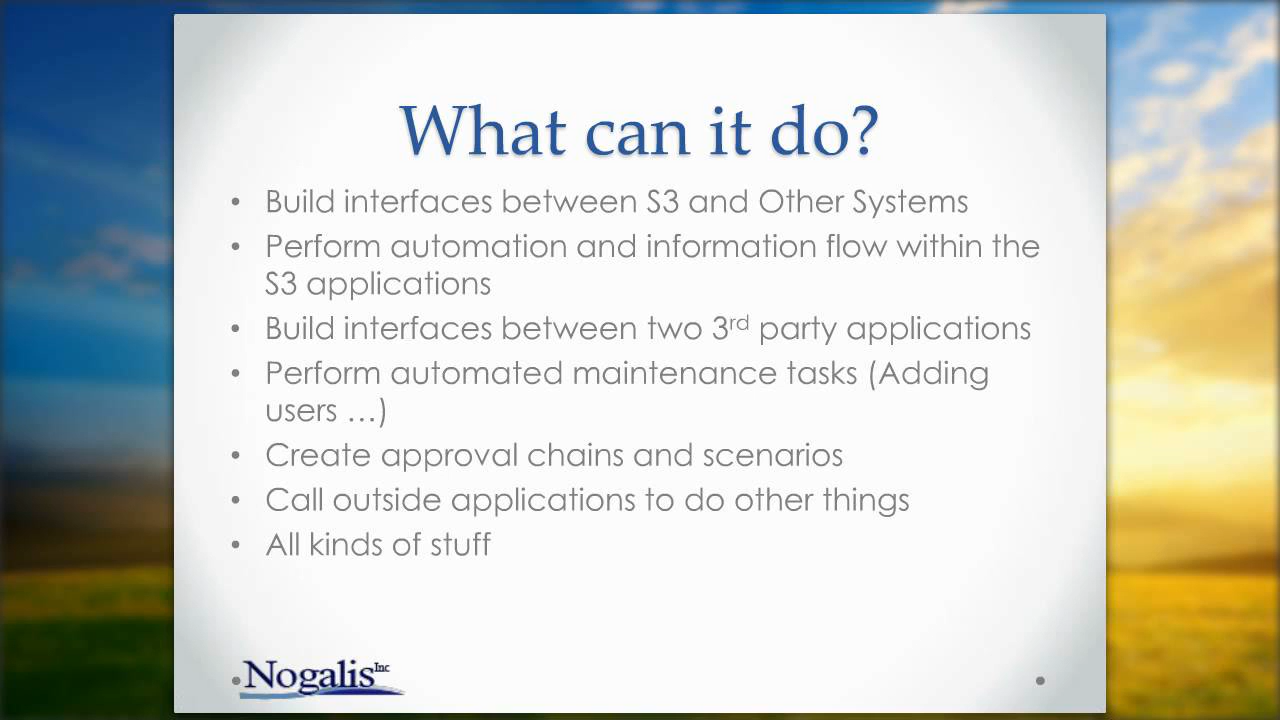 What can it do?
• Build interfaces between S3 and Other Systems
• Perform automation and information flow within the
S3 applications
• Build interfaces between two 3rd party applications
• Perform automated maintenance tasks (Adding
users …)
• Create approval chains and scenarios
• Call outside applications to do other things
• All kinds of stuff
Nogalis Inc